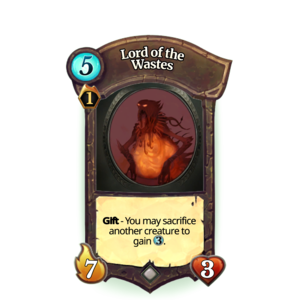 5
Lord of the
Wastes
1
Gift - You may sacrifice
another creature to
gain 3.
7
3